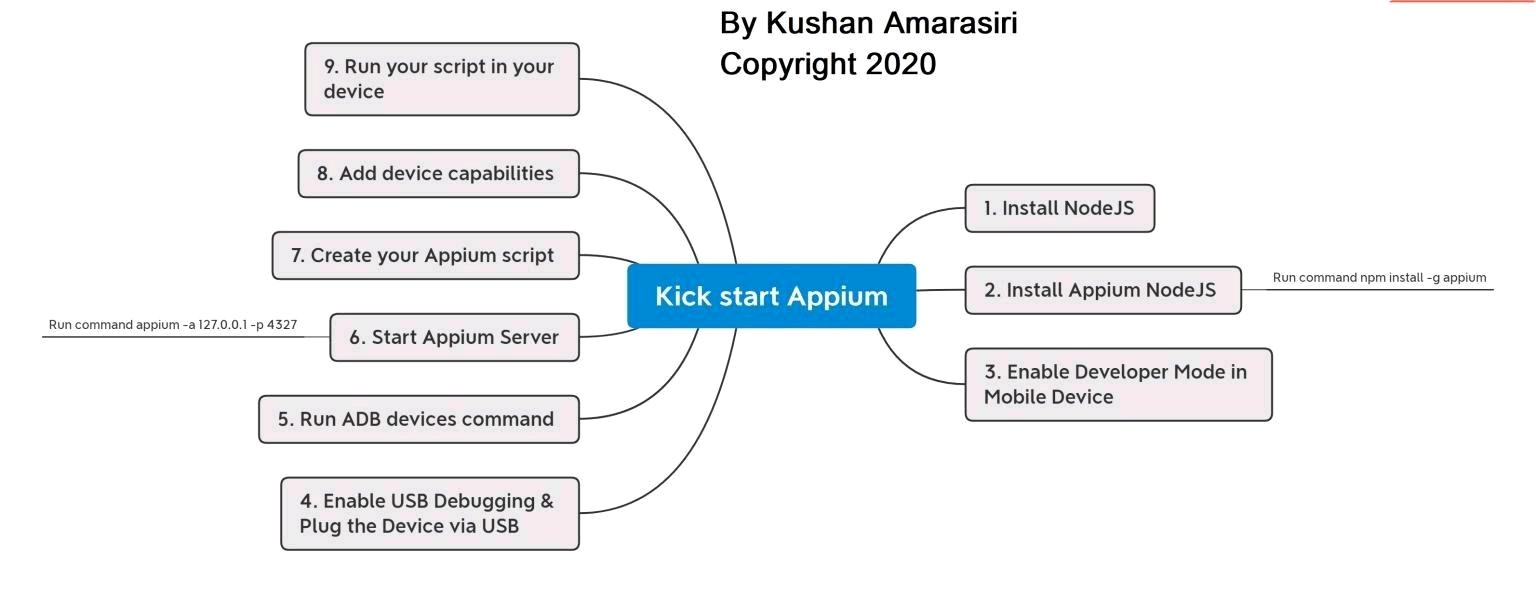 By Kushan Amarasiri
Copyright 2020
Kick start Appium
1. Install NodeJS
2. Install Appium NodeJS
Run command npm install -g appium
3. Enable Developer Mode in
Mobile Device
4. Enable USB Debugging &
Plug the Device via USB
5. Run ADB devices command
6. Start Appium Server
Run command appium -a 127.0.0.1 -p 4327
7. Create your Appium script
8. Add device capabilities
9. Run your script in your
device